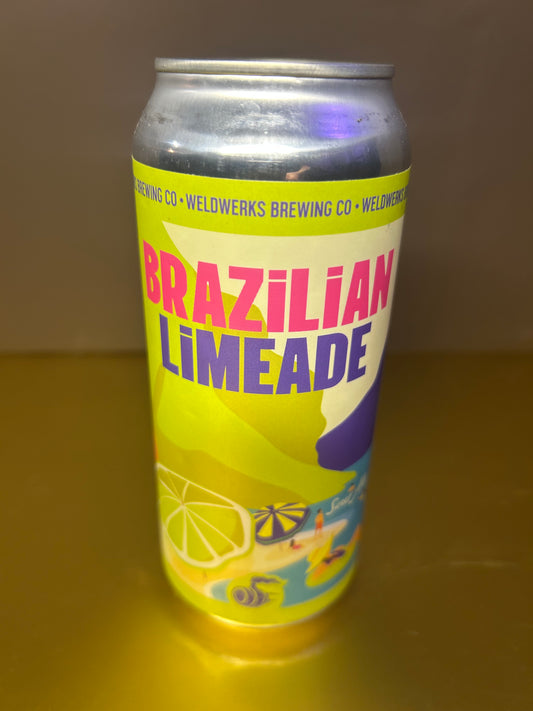 BREWING CO • WELDWERKS BREWING CO • WELDWERKS
BRAZiLiAN
LiMEADE